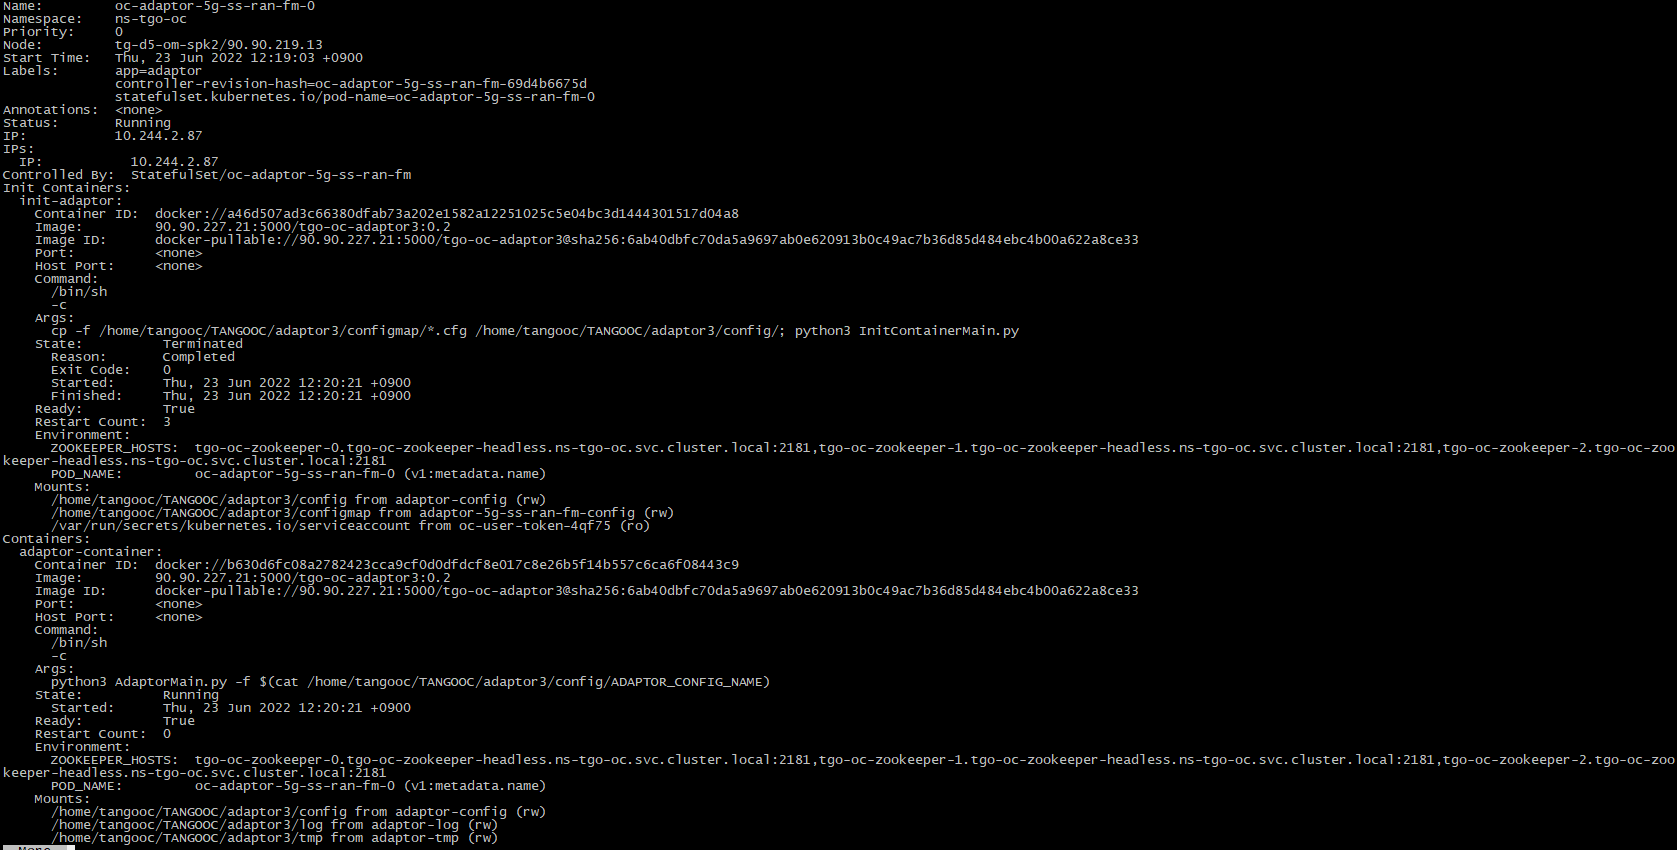 Name:         oc-adaptor-5g-ss-ran-fm-0
Namespace:    ns-tgo-oc
Priority:     0
Node:         tg-d5-om-spk2/90.90.219.13
Start Time:   Thu, 23 Jun 2022 12:19:03 +0900
Labels:       app=adaptor
              controller-revision-hash=oc-adaptor-5g-ss-ran-fm-69d4b6675d
              statefulset.kubernetes.io/pod-name=oc-adaptor-5g-ss-ran-fm-0
Annotations:  <none>
Status:       Running
IP:           10.244.2.87
IPs:
  IP:           10.244.2.87
Controlled By:  StatefulSet/oc-adaptor-5g-ss-ran-fm
Init Containers:
  init-adaptor:
    Container ID:  docker://a46d507ad3c66380dfab73a202e1582a12251025c5e04bc3d1444301517d04a8
    Image:         90.90.227.21:5000/tgo-oc-adaptor3:0.2
    Image ID:      docker-pullable://90.90.227.21:5000/tgo-oc-adaptor3@sha256:6ab40dbfc70da5a9697ab0e620913b0c49ac7b36d85d484ebc4b00a622a8ce33
    Port:          <none>
    Host Port:     <none>
    Command:
      /bin/sh
      -c
    Args:
      cp -f /home/tangooc/TANGOOC/adaptor3/configmap/*.cfg /home/tangooc/TANGOOC/adaptor3/config/; python3 InitContainerMain.py
    State:          Terminated
      Reason:       Completed
      Exit Code:    0
      Started:      Thu, 23 Jun 2022 12:20:21 +0900
      Finished:     Thu, 23 Jun 2022 12:20:21 +0900
    Ready:          True
    Restart Count:  3
    Environment:
      ZOOKEEPER_HOSTS:  tgo-oc-zookeeper-0.tgo-oc-zookeeper-headless.ns-tgo-oc.svc.cluster.local:2181,tgo-oc-zookeeper-1.tgo-oc-zookeeper-headless.ns-tgo-oc.svc.cluster.local:2181,tgo-oc-zookeeper-2.tgo-oc-zoo
keeper-headless.ns-tgo-oc.svc.cluster.local:2181
      POD_NAME:         oc-adaptor-5g-ss-ran-fm-0 (v1:metadata.name)
    Mounts:
      /home/tangooc/TANGOOC/adaptor3/config from adaptor-config (rw)
      /home/tangooc/TANGOOC/adaptor3/configmap from adaptor-5g-ss-ran-fm-config (rw)
      /var/run/secrets/kubernetes.io/serviceaccount from oc-user-token-4qf75 (ro)
Containers:
  adaptor-container:
    Container ID:  docker://b630d6fc08a2782423cca9cf0d0dfdcf8e017c8e26b5f14b557c6ca6f08443c9
    Image:         90.90.227.21:5000/tgo-oc-adaptor3:0.2
    Image ID:      docker-pullable://90.90.227.21:5000/tgo-oc-adaptor3@sha256:6ab40dbfc70da5a9697ab0e620913b0c49ac7b36d85d484ebc4b00a622a8ce33
    Port:          <none>
    Host Port:     <none>
    Command:
      /bin/sh
      -c
    Args:
      python3 AdaptorMain.py -f $(cat /home/tangooc/TANGOOC/adaptor3/config/ADAPTOR_CONFIG_NAME)
    State:          Running
      Started:      Thu, 23 Jun 2022 12:20:21 +0900
    Ready:          True
    Restart Count:  0
    Environment:
      ZOOKEEPER_HOSTS:  tgo-oc-zookeeper-0.tgo-oc-zookeeper-headless.ns-tgo-oc.svc.cluster.local:2181,tgo-oc-zookeeper-1.tgo-oc-zookeeper-headless.ns-tgo-oc.svc.cluster.local:2181,tgo-oc-zookeeper-2.tgo-oc-zoo
keeper-headless.ns-tgo-oc.svc.cluster.local:2181
      POD_NAME:         oc-adaptor-5g-ss-ran-fm-0 (v1:metadata.name)
    Mounts:
      /home/tangooc/TANGOOC/adaptor3/config from adaptor-config (rw)
      /home/tangooc/TANGOOC/adaptor3/log from adaptor-log (rw)
      /home/tangooc/TANGOOC/adaptor3/tmp from adaptor-tmp (rw)